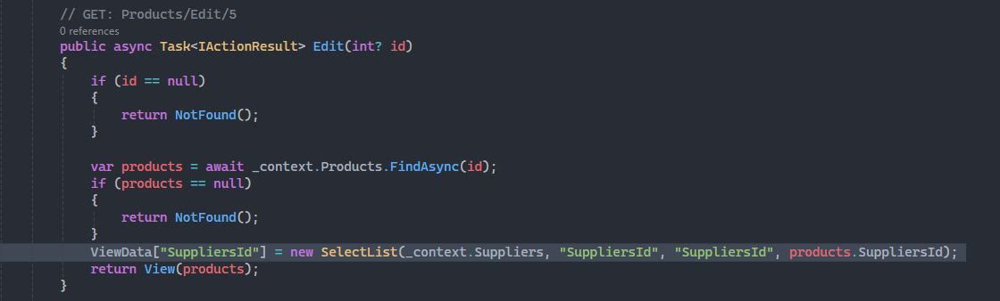 // GET: Products/Edit/5
0 references
public async Task<IActionResult> Edit(int? id)
{
if (id == null)
{
return NotFound();
}
var products = await _context.Products.FindAsync(id);
if (products == null)
{
return NotFound();
}
ViewData["SuppliersId"] = new SelectList(_context.Suppliers, "SuppliersId", "SuppliersId", products.SuppliersId);
return View(products);
}